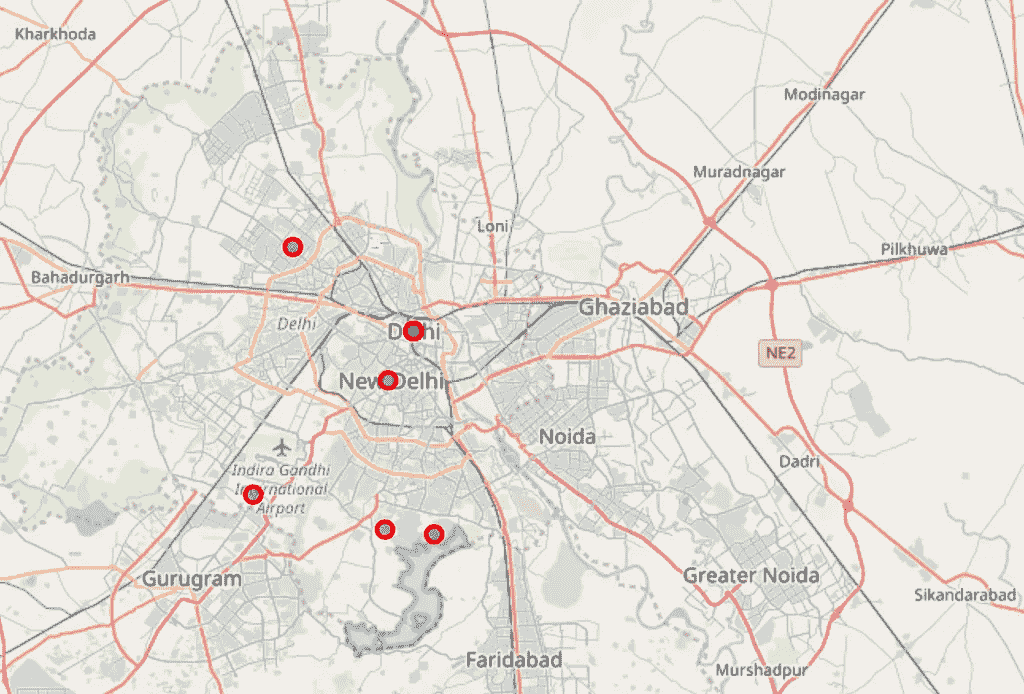 Kharkhoda
Modinagar
Muradnagar
Loni
Pilkhuwa
Bahadurgarh
Ghaziabad
Delhi
Delhi
NE2
New Delhi
Noida
Dadri
Indira Gandhi
International
Airport
Gurugram
Greater Noida
Sikandarabad
Faridabad
Murshadpur